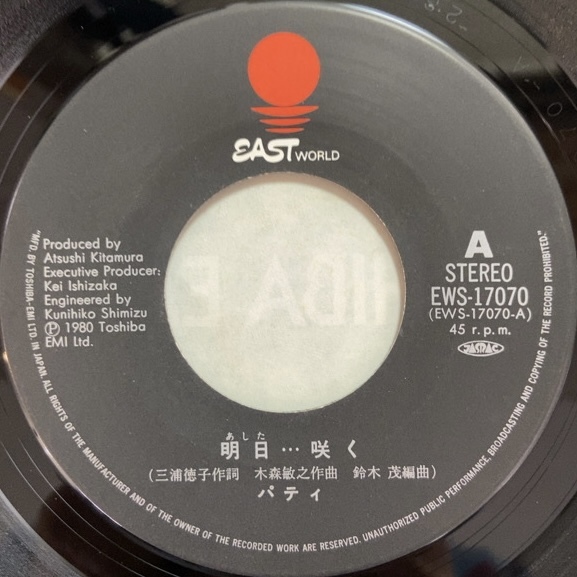 EAST WORLD
Produced by
Atsushi Kitamura
Executive Producer:
Kei Ishizaka
Engineered by
Kunihiko Shimizu
Ⓟ 1980 Toshiba
EMI Ltd.
A
STEREO
EWS-17070
(EWS-17070-A)
45 r.p.m.
JASRAC
あした
明日…咲く
(三浦徳子作詞 木森敏之作曲 鈴木 茂編曲)
パティ
"MF'D BY TOSHIBA-EMI LTD. IN JAPAN ALL RIGHTS OF THE MANUFACTURER AND OF THE OWNER OF THE RECORDED WORK ARE RESERVED. UNAUTHORIZED PUBLIC PERFORMANCE, BROADCASTING AND COPYING OF THE RECORD PROHIBITED."